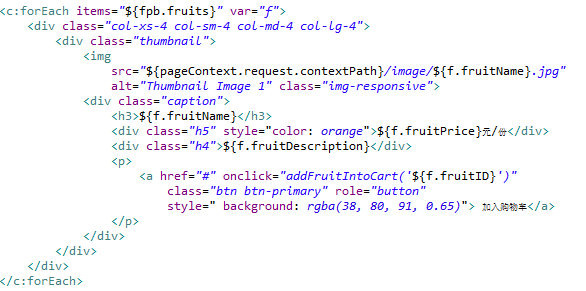 <c:forEach items="${fpb.fruits}" var="f">
<div class="col-xs-4 col-sm-4 col-md-4 col-lg-4">
<div class="thumbnail">
<img
src="${pageContext.request.contextPath}/image/${f.fruitName}.jpg"
alt="Thumbnail Image 1" class="img-responsive">
<div class="caption">
<h3>${f.fruitName}</h3>
<div class="h5" style="color: orange">${f.fruitPrice}元/份</div>
<div class="h4">${f.fruitDescription}</div>
<p>
<a href="#" onclick="addFruitIntoCart('${f.fruitID}')"
class="btn btn-primary" role="button"
style=" background: rgba(38, 80, 91, 0.65)"> 加入购物车</a>
</p>
</div>
</div>
</div>
</c:forEach>